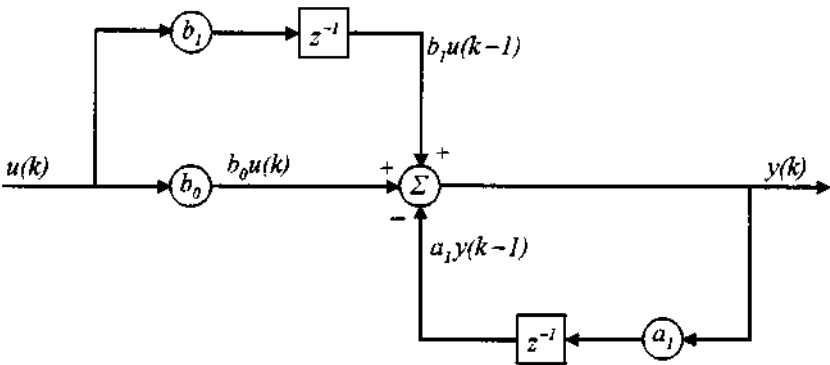 b₁
z⁻¹
b₁u(k−1)
+
u(k)
b₀
b₀u(k)
+
Σ
y(k)
−
a₁y(k−1)
z⁻¹
a₁